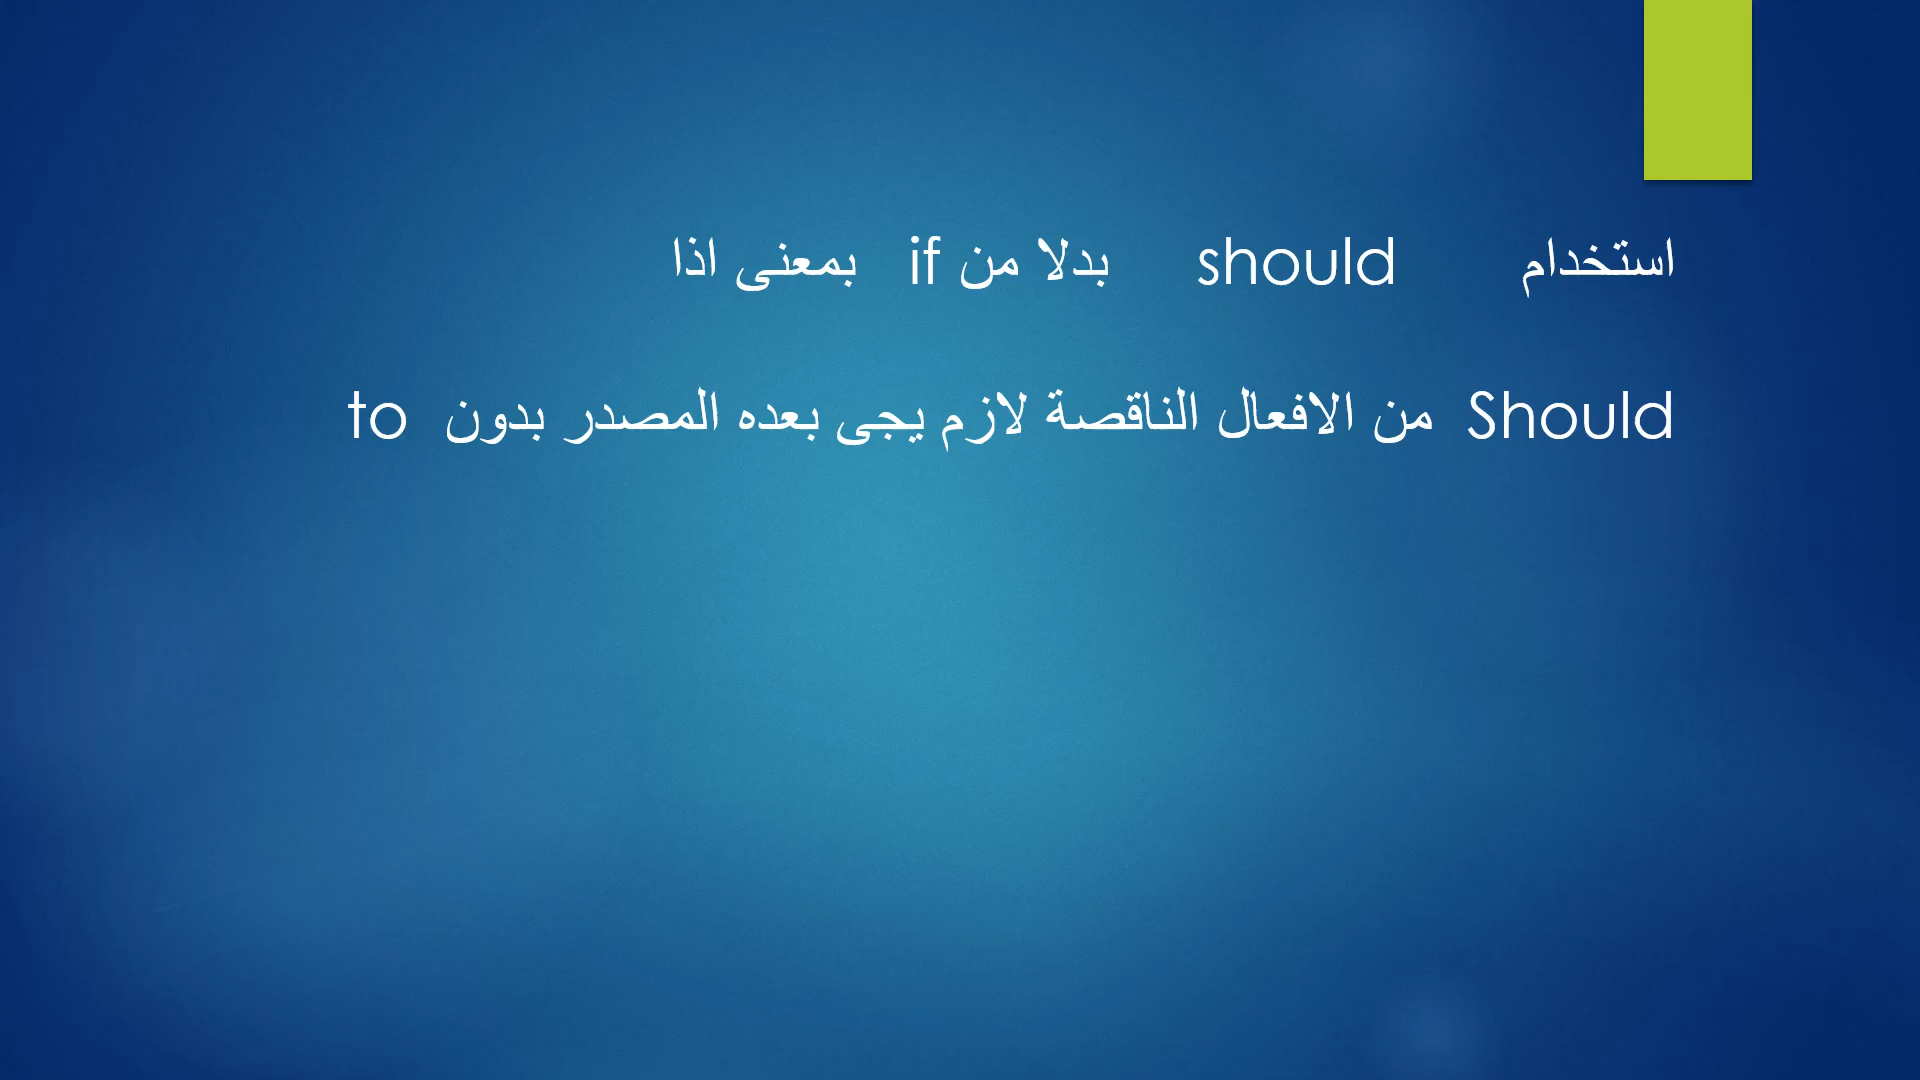 استخدام should بدلا من if بمعنى اذا
Should من الافعال الناقصة لازم يجى بعده المصدر بدون to